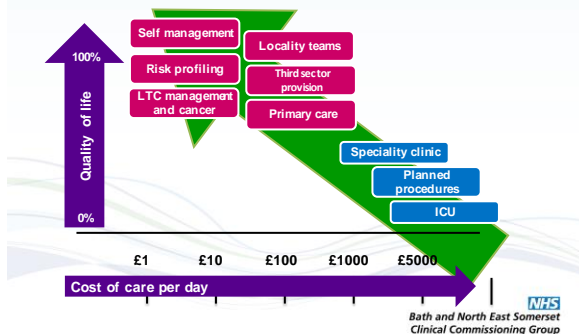 Self management
Locality teams
100%
Risk profiling
Third sector
provision
LTC management
and cancer
Primary care
Quality of life
Speciality clinic
Planned
procedures
ICU
0%
£1 £10 £100 £1000 £5000
Cost of care per day
NHS
Bath and North East Somerset
Clinical Commissioning Group